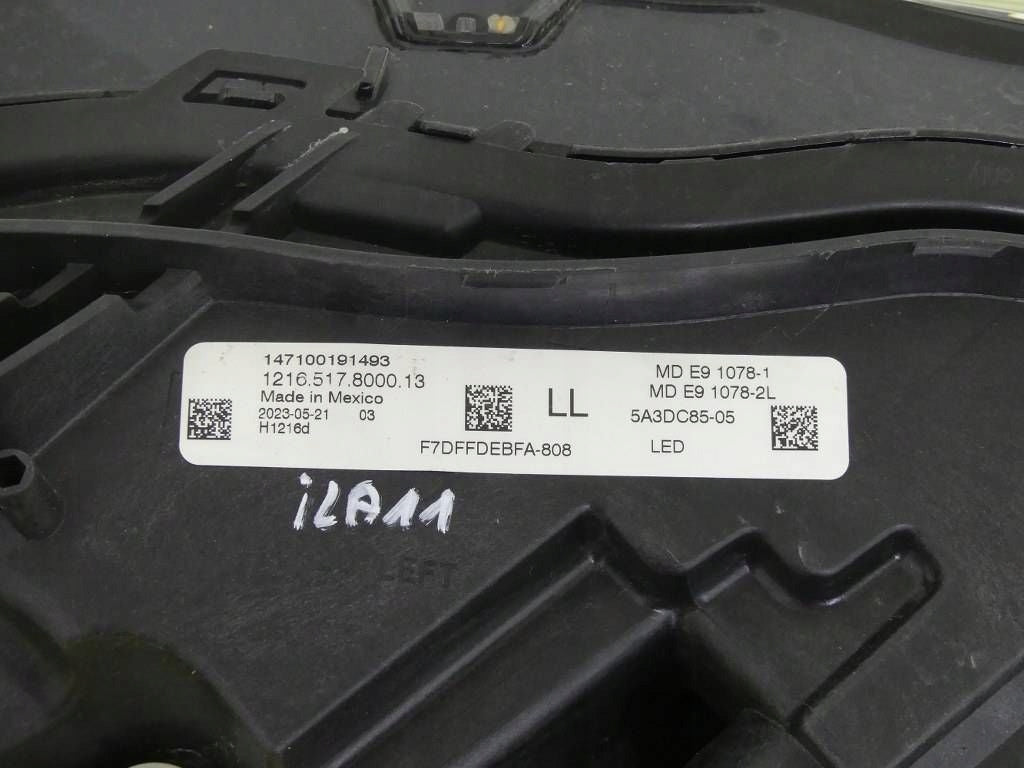 147100191493
1216.517.8000.13
Made in Mexico
2023-05-21 03
H1216d
F7DFFDEBFA-808
LL
MD E9 1078-1
MD E9 1078-2L
5A3DC85-05
LED
iLA11
LEFT